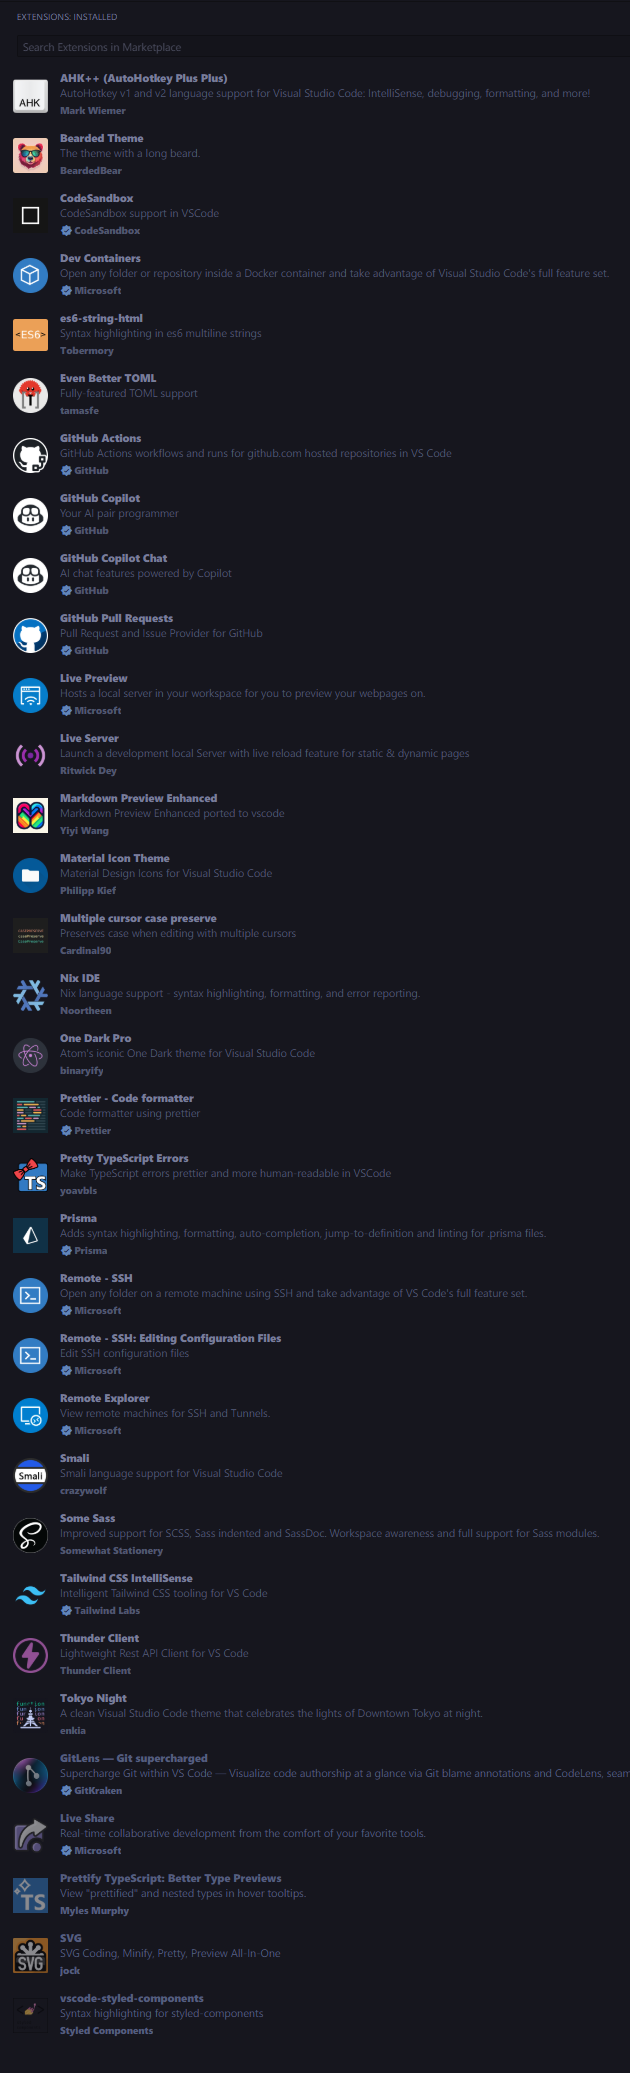 EXTENSIONS: INSTALLED
Search Extensions in Marketplace
AHK++ (AutoHotkey Plus Plus)
AutoHotkey v1 and v2 language support for Visual Studio Code: IntelliSense, debugging, formatting, and more!
AHK
Mark Wiemer
Bearded Theme
The theme with a long beard.
BeardedBear
CodeSandbox
CodeSandbox support in VSCode
CodeSandbox
Dev Containers
Open any folder or repository inside a Docker container and take advantage of Visual Studio Code's full feature set.
Microsoft
es6-string-html
<ES6>
Syntax highlighting in es6 multiline strings
Tobermory
Even Better TOML
Fully-featured TOML support
tamasfe
GitHub Actions
GitHub Actions workflows and runs for github.com hosted repositories in VS Code
GitHub
GitHub Copilot
Your AI pair programmer
GitHub
GitHub Copilot Chat
AI chat features powered by Copilot
GitHub
GitHub Pull Requests
Pull Request and Issue Provider for GitHub
GitHub
Live Preview
Hosts a local server in your workspace for you to preview your webpages on.
Microsoft
Live Server
Launch a development local Server with live reload feature for static & dynamic pages
Ritwick Dey
Markdown Preview Enhanced
Markdown Preview Enhanced ported to vscode
Yiyi Wang
Material Icon Theme
Material Design Icons for Visual Studio Code
Philipp Kief
Multiple cursor case preserve
Preserves case when editing with multiple cursors
Cardinal90
Nix IDE
Nix language support - syntax highlighting, formatting, and error reporting.
Noortheen
One Dark Pro
Atom's iconic One Dark theme for Visual Studio Code
binaryify
Prettier - Code formatter
Code formatter using prettier
Prettier
Pretty TypeScript Errors
Make TypeScript errors prettier and more human-readable in VSCode
TS
yoavbls
Prisma
Adds syntax highlighting, formatting, auto-completion, jump-to-definition and linting for .prisma files.
Prisma
Remote - SSH
Open any folder on a remote machine using SSH and take advantage of VS Code's full feature set.
Microsoft
Remote - SSH: Editing Configuration Files
Edit SSH configuration files
Microsoft
Remote Explorer
View remote machines for SSH and Tunnels.
Microsoft
Smali
Smali language support for Visual Studio Code
Smali
crazywolf
Some Sass
Improved support for SCSS, Sass indented and SassDoc. Workspace awareness and full support for Sass modules.
Somewhat Stationery
Tailwind CSS IntelliSense
Intelligent Tailwind CSS tooling for VS Code
Tailwind Labs
Thunder Client
Lightweight Rest API Client for VS Code
Thunder Client
Tokyo Night
A clean Visual Studio Code theme that celebrates the lights of Downtown Tokyo at night.
enkia
GitLens — Git supercharged
Supercharge Git within VS Code — Visualize code authorship at a glance via Git blame annotations and CodeLens, seam
GitKraken
Live Share
Real-time collaborative development from the comfort of your favorite tools.
Microsoft
Prettify TypeScript: Better Type Previews
View "prettified" and nested types in hover tooltips.
TS
Myles Murphy
SVG
SVG Coding, Minify, Pretty, Preview All-In-One
SVG
jock
vscode-styled-components
Syntax highlighting for styled-components
Styled Components